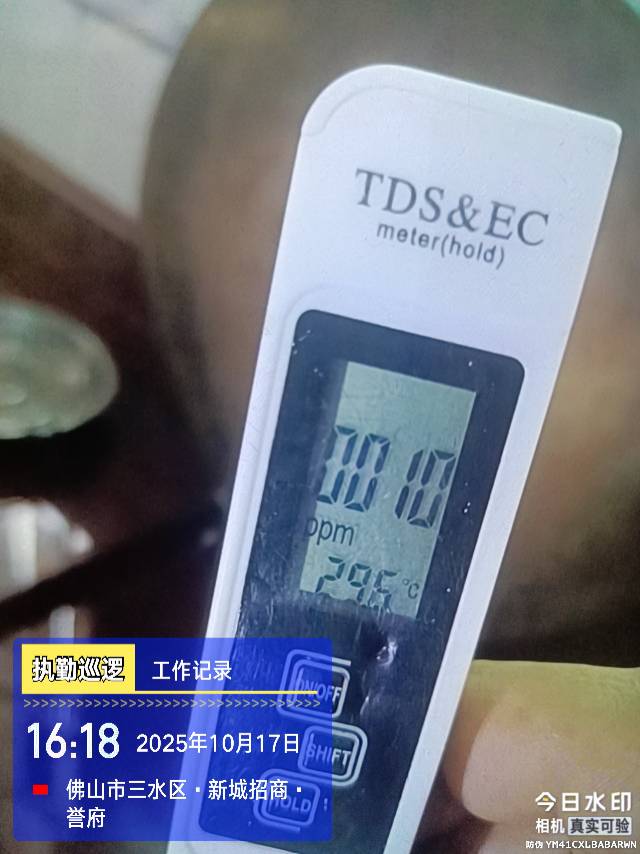 TDS&EC
meter(hold)
0010
ppm
29.6 °C
ON/OFF
SHIFT
HOLD
执勤巡逻 工作记录
16:18 2025年10月17日
佛山市三水区·新城招商·
誉府
今日水印
相机 真实可验
防伪 YM41CXLBABARWN